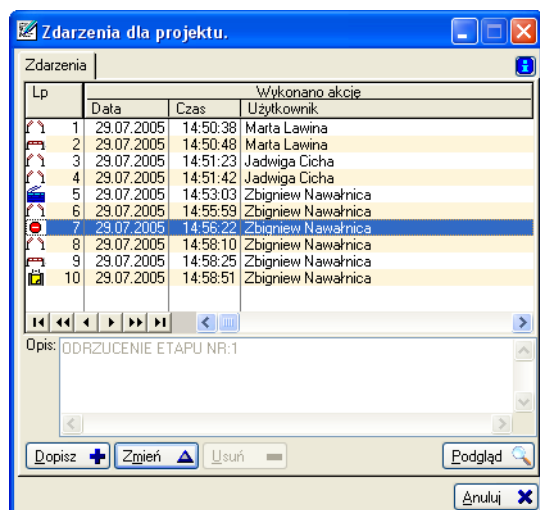 Zdarzenia dla projektu.
Zdarzenia
Lp Wykonano akcję
Data Czas Użytkownik
1 29.07.2005 14:50:38 Marta Lawina
2 29.07.2005 14:50:48 Marta Lawina
3 29.07.2005 14:51:23 Jadwiga Cicha
4 29.07.2005 14:51:42 Jadwiga Cicha
5 29.07.2005 14:53:03 Zbigniew Nawałnica
6 29.07.2005 14:55:59 Zbigniew Nawałnica
7 29.07.2005 14:56:22 Zbigniew Nawałnica
8 29.07.2005 14:58:10 Zbigniew Nawałnica
9 29.07.2005 14:58:25 Zbigniew Nawałnica
10 29.07.2005 14:58:51 Zbigniew Nawałnica
Opis: ODRZUCENIE ETAPU NR:1
Dopisz Zmień Usuń Podgląd
Anuluj